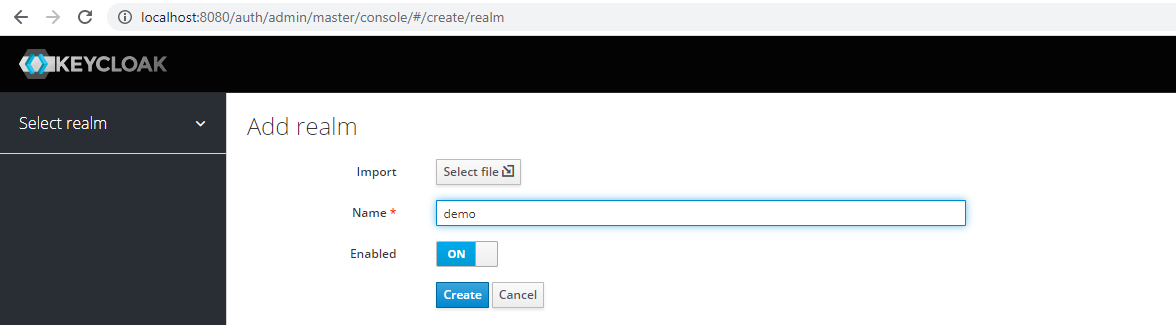 localhost:8080/auth/admin/master/console/#/create/realm
KEYCLOAK
Select realm
Add realm
Import Select file
Name * demo
Enabled ON
Create Cancel